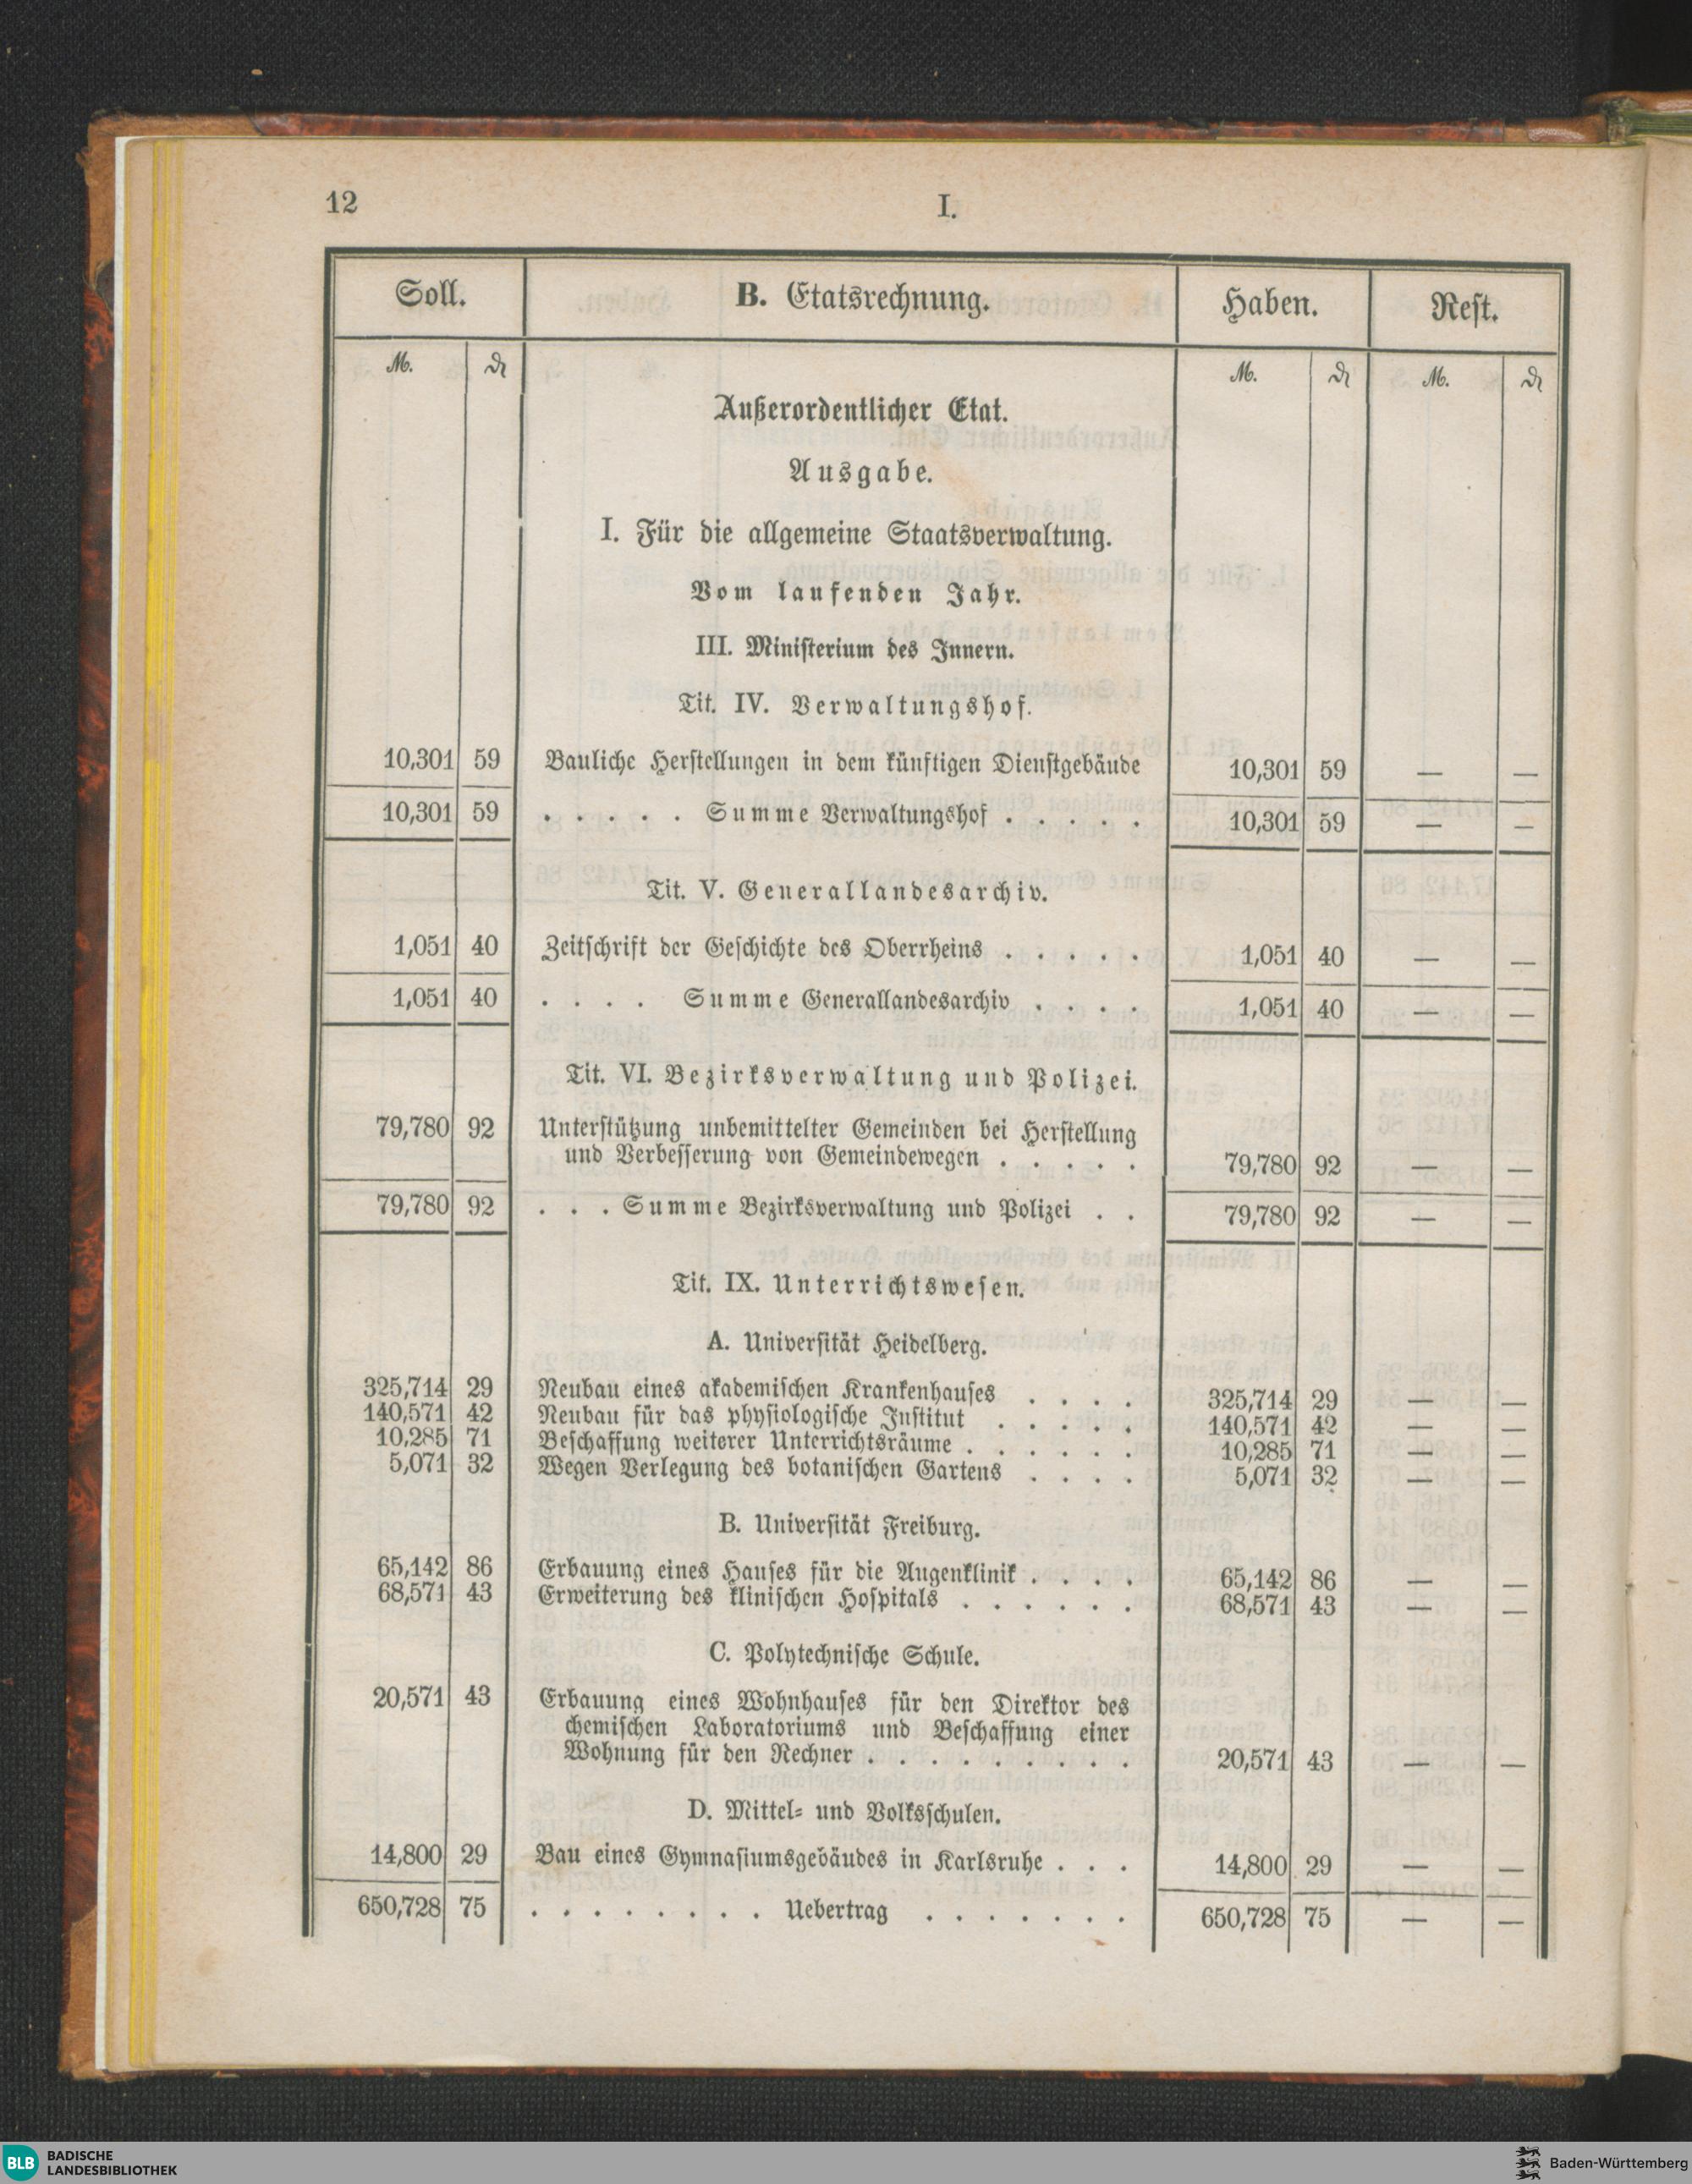 12 I.
Soll. B. Etatsrechnung. Haben. Rest.
M. ₰ M. ₰ M. ₰
Außerordentlicher Etat.
Ausgabe.
I. Für die allgemeine Staatsverwaltung.
Vom laufenden Jahr.
III. Ministerium des Innern.
Tit. IV. Verwaltungshof.
10,301 59 Bauliche Herstellungen in dem künftigen Dienstgebäude 10,301 59 — —
10,301 59 . . . . . Summe Verwaltungshof . . . . . 10,301 59 — —
Tit. V. Generallandesarchiv.
1,051 40 Zeitschrift der Geschichte des Oberrheins . . . . . 1,051 40 — —
1,051 40 . . . . Summe Generallandesarchiv . . . . 1,051 40 — —
Tit. VI. Bezirksverwaltung und Polizei.
79,780 92 Unterstützung unbemittelter Gemeinden bei Herstellung
und Verbesserung von Gemeindewegen . . . . . 79,780 92 — —
79,780 92 . . . Summe Bezirksverwaltung und Polizei . . 79,780 92 — —
Tit. IX. Unterrichtswesen.
A. Universität Heidelberg.
325,714 29 Neubau eines akademischen Krankenhauses . . . . 325,714 29 — —
140,571 42 Neubau für das physiologische Institut . . . . . 140,571 42 — —
10,285 71 Beschaffung weiterer Unterrichtsräume . . . . . . 10,285 71 — —
5,071 32 Wegen Verlegung des botanischen Gartens . . . . 5,071 32 — —
B. Universität Freiburg.
65,142 86 Erbauung eines Hauses für die Augenklinik . . . . 65,142 86 — —
68,571 43 Erweiterung des klinischen Hospitals . . . . . . 68,571 43 — —
C. Polytechnische Schule.
20,571 43 Erbauung eines Wohnhauses für den Direktor des
chemischen Laboratoriums und Beschaffung einer
Wohnung für den Rechner . . . . . . . . . 20,571 43 — —
D. Mittel- und Volksschulen.
14,800 29 Bau eines Gymnasiumsgebäudes in Karlsruhe . . . 14,800 29 — —
650,728 75 . . . . . . . . Uebertrag . . . . . . . 650,728 75 — —
BLB BADISCHE
LANDESBIBLIOTHEK
Baden-Württemberg